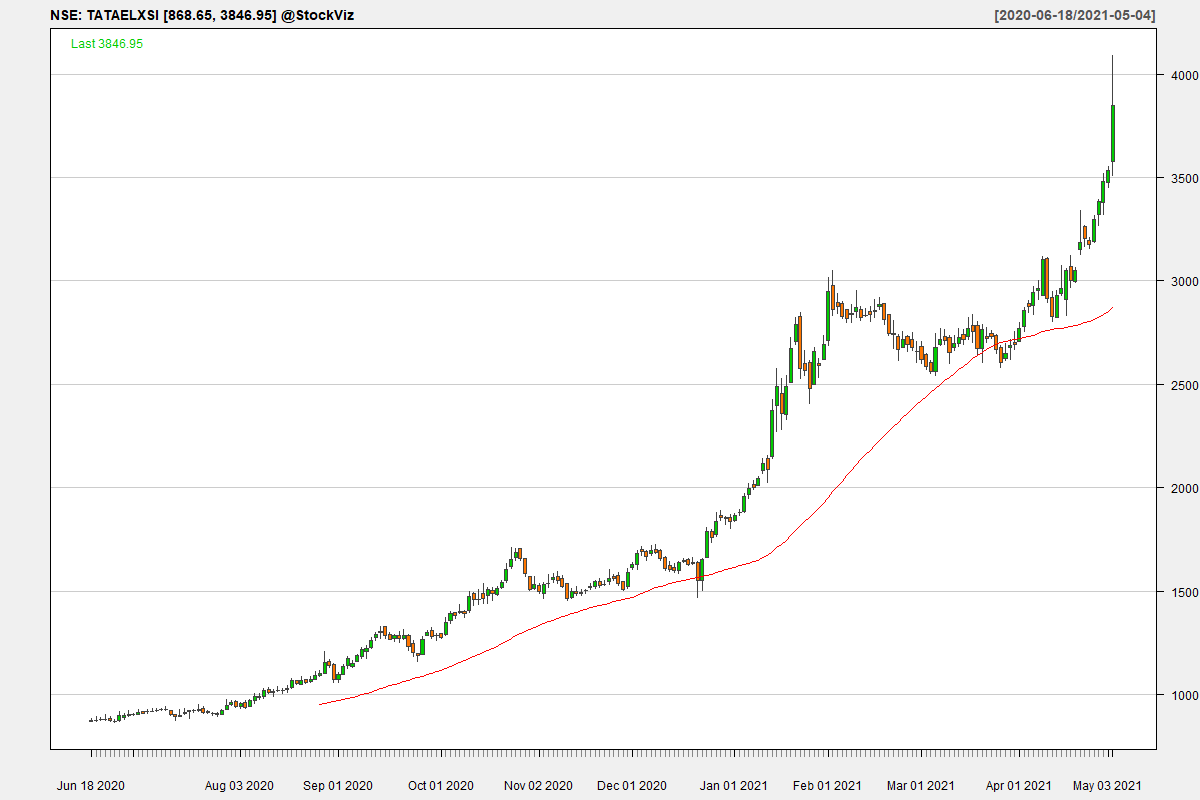 NSE: TATAELXSI [868.65, 3846.95] @StockViz
[2020-06-18/2021-05-04]
Last 3846.95
4000
3500
3000
2500
2000
1500
1000
Jun 18 2020
Aug 03 2020
Sep 01 2020
Oct 01 2020
Nov 02 2020
Dec 01 2020
Jan 01 2021
Feb 01 2021
Mar 01 2021
Apr 01 2021
May 03 2021